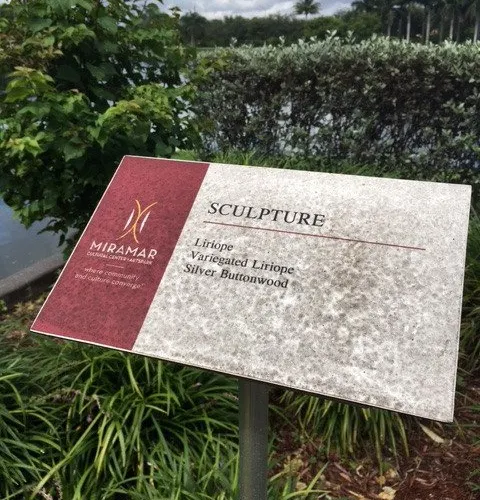 MIRAMAR
CULTURAL CENTER | ARTSPARK
where community
and culture converge!
SCULPTURE
Liriope
Variegated Liriope
Silver Buttonwood